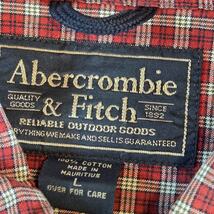 Abercrombie
QUALITY GOODS
& Fitch
SINCE 1892
RELIABLE OUTDOOR GOODS
EVERYTHING WE MAKE AND SELL IS GUARANTEED
100% COTTON
MADE IN
MAURITIUS
L
OVER FOR CARE